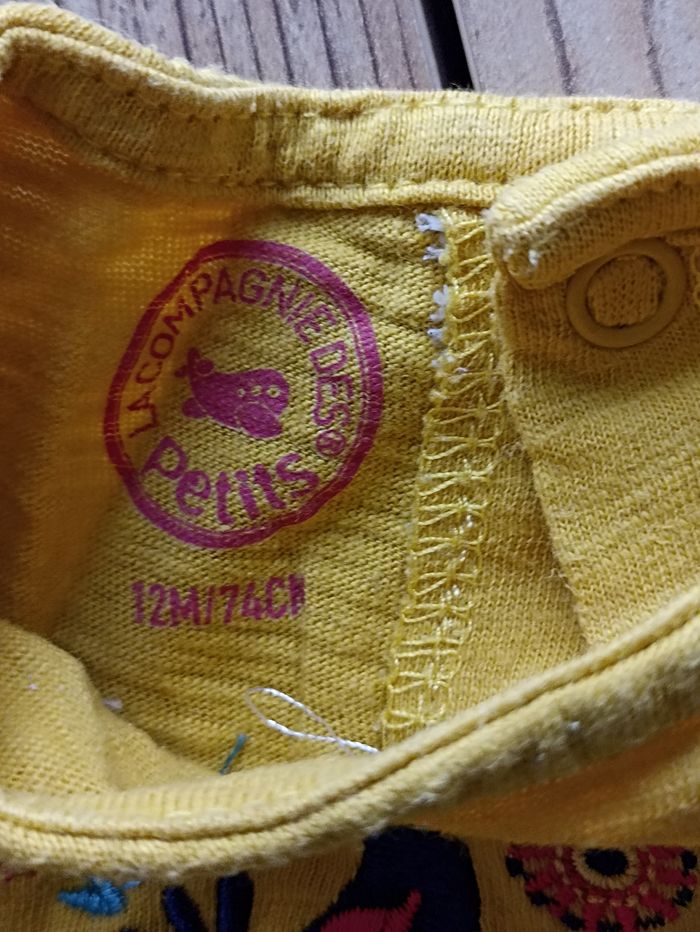 LA COMPAGNIE DES®
Petits
12M/74CM